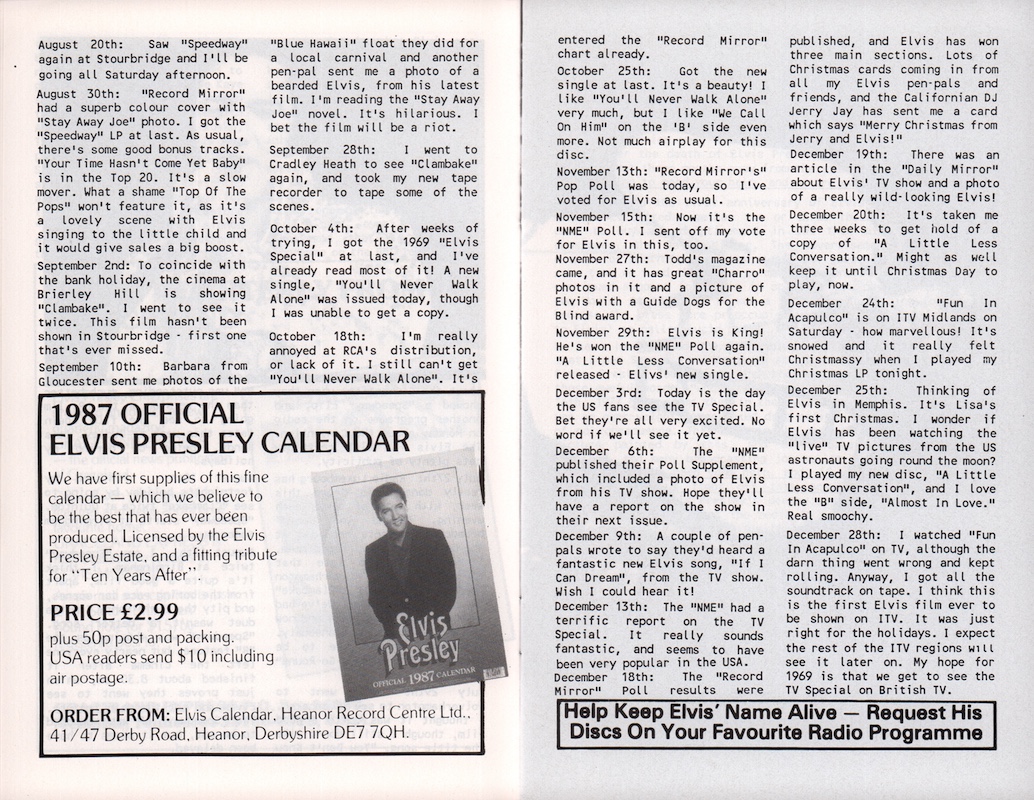 August 20th: Saw "Speedway"
again at Stourbridge and I'll be
going all Saturday afternoon.
August 30th: "Record Mirror"
had a superb colour cover with
"Stay Away Joe" photo. I got the
"Speedway" LP at last. As usual,
there's some good bonus tracks.
"Your Time Hasn't Come Yet Baby"
is in the Top 20. It's a slow
mover. What a shame "Top Of The
Pops" won't feature it, as it's
a lovely scene with Elvis
singing to the little child and
it would give sales a big boost.
September 2nd: To coincide with
the bank holiday, the cinema at
Brierley Hill is showing
"Clambake". I went to see it
twice. This film hasn't been
shown in Stourbridge - first one
that's ever missed.
September 10th: Barbara from
Gloucester sent me photos of the
"Blue Hawaii" float they did for
a local carnival and another
pen-pal sent me a photo of a
bearded Elvis, from his latest
film. I'm reading the "Stay Away
Joe" novel. It's hilarious. I
bet the film will be a riot.
September 28th: I went to
Cradley Heath to see "Clambake"
again, and took my new tape
recorder to tape some of the
scenes.
October 4th: After weeks of
trying, I got the 1969 "Elvis
Special" at last, and I've
already read most of it! A new
single, "You'll Never Walk
Alone" was issued today, though
I was unable to get a copy.
October 18th: I'm really
annoyed at RCA's distribution,
or lack of it. I still can't get
"You'll Never Walk Alone". It's
1987 OFFICIAL
ELVIS PRESLEY CALENDAR
We have first supplies of this fine
calendar — which we believe to
be the best that has ever been
produced. Licensed by the Elvis
Presley Estate, and a fitting tribute
for "Ten Years After".
PRICE £2.99
plus 50p post and packing.
USA readers send $10 including
air postage.
Elvis
Presley
OFFICIAL 1987 CALENDAR
ORDER FROM: Elvis Calendar, Heanor Record Centre Ltd.,
41/47 Derby Road, Heanor, Derbyshire DE7 7QH.
entered the "Record Mirror"
chart already.
October 25th: Got the new
single at last. It's a beauty! I
like "You'll Never Walk Alone"
very much, but I like "We Call
On Him" on the 'B' side even
more. Not much airplay for this
disc.
November 13th: "Record Mirror's"
Pop Poll was today, so I've
voted for Elvis as usual.
November 15th: Now it's the
"NME" Poll. I sent off my vote
for Elvis in this, too.
November 27th: Todd's magazine
came, and it has great "Charro"
photos in it and a picture of
Elvis with a Guide Dogs for the
Blind award.
November 29th: Elvis is King!
He's won the "NME" Poll again.
"A Little Less Conversation"
released - Elivs' new single.
December 3rd: Today is the day
the US fans see the TV Special.
Bet they're all very excited. No
word if we'll see it yet.
December 6th: The "NME"
published their Poll Supplement,
which included a photo of Elvis
from his TV show. Hope they'll
have a report on the show in
their next issue.
December 9th: A couple of pen-
pals wrote to say they'd heard a
fantastic new Elvis song, "If I
Can Dream", from the TV show.
Wish I could hear it!
December 13th: The "NME" had a
terrific report on the TV
Special. It really sounds
fantastic, and seems to have
been very popular in the USA.
December 18th: The "Record
Mirror" Poll results were
published, and Elvis has won
three main sections. Lots of
Christmas cards coming in from
all my Elvis pen-pals and
friends, and the Californian DJ
Jerry Jay has sent me a card
which says "Merry Christmas from
Jerry and Elvis!"
December 19th: There was an
article in the "Daily Mirror"
about Elvis' TV show and a photo
of a really wild-looking Elvis!
December 20th: It's taken me
three weeks to get hold of a
copy of "A Little Less
Conversation." Might as well
keep it until Christmas Day to
play, now.
December 24th: "Fun In
Acapulco" is on ITV Midlands on
Saturday - how marvellous! It's
snowed and it really felt
Christmassy when I played my
Christmas LP tonight.
December 25th: Thinking of
Elvis in Memphis. It's Lisa's
first Christmas. I wonder if
Elvis has been watching the
"live" TV pictures from the US
astronauts going round the moon?
I played my new disc, "A Little
Less Conversation", and I love
the "B" side, "Almost In Love."
Real smoochy.
December 28th: I watched "Fun
In Acapulco" on TV, although the
darn thing went wrong and kept
rolling. Anyway, I got all the
soundtrack on tape. I think this
is the first Elvis film ever to
be shown on ITV. It was just
right for the holidays. I expect
the rest of the ITV regions will
see it later on. My hope for
1969 is that we get to see the
TV Special on British TV.
Help Keep Elvis' Name Alive — Request His
Discs On Your Favourite Radio Programme